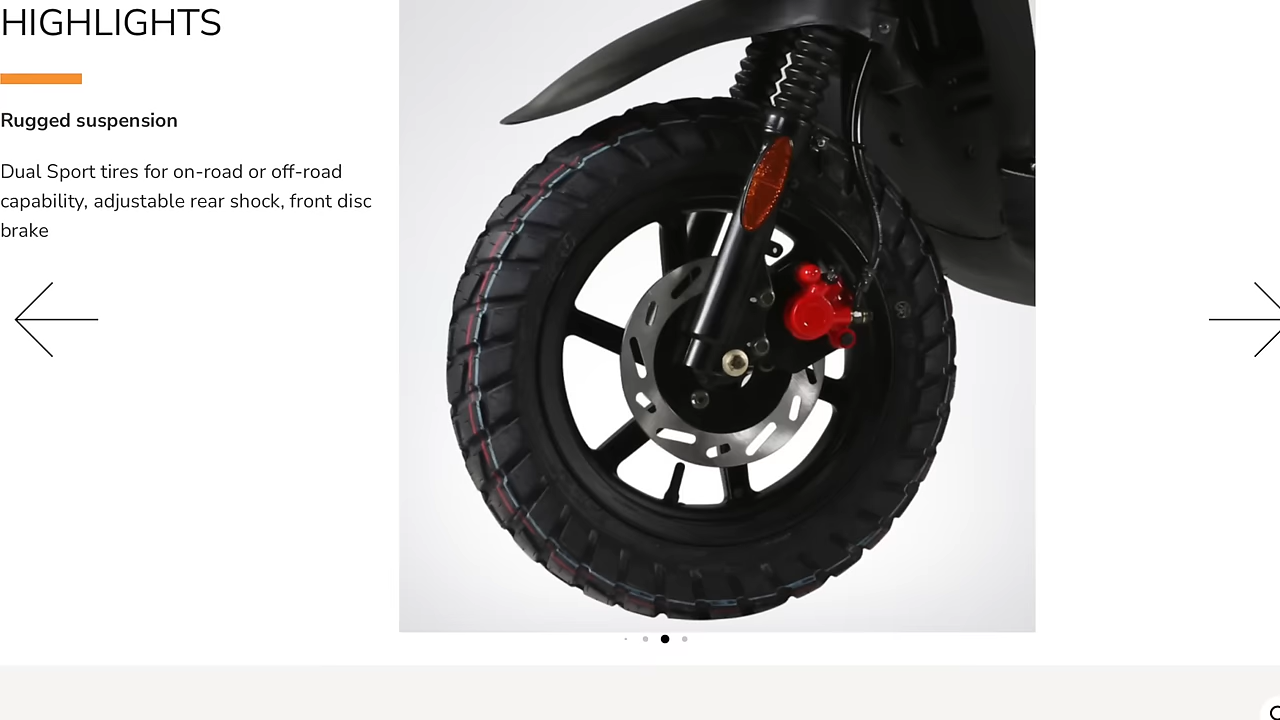 HIGHLIGHTS
Rugged suspension
Dual Sport tires for on-road or off-road
capability, adjustable rear shock, front disc
brake